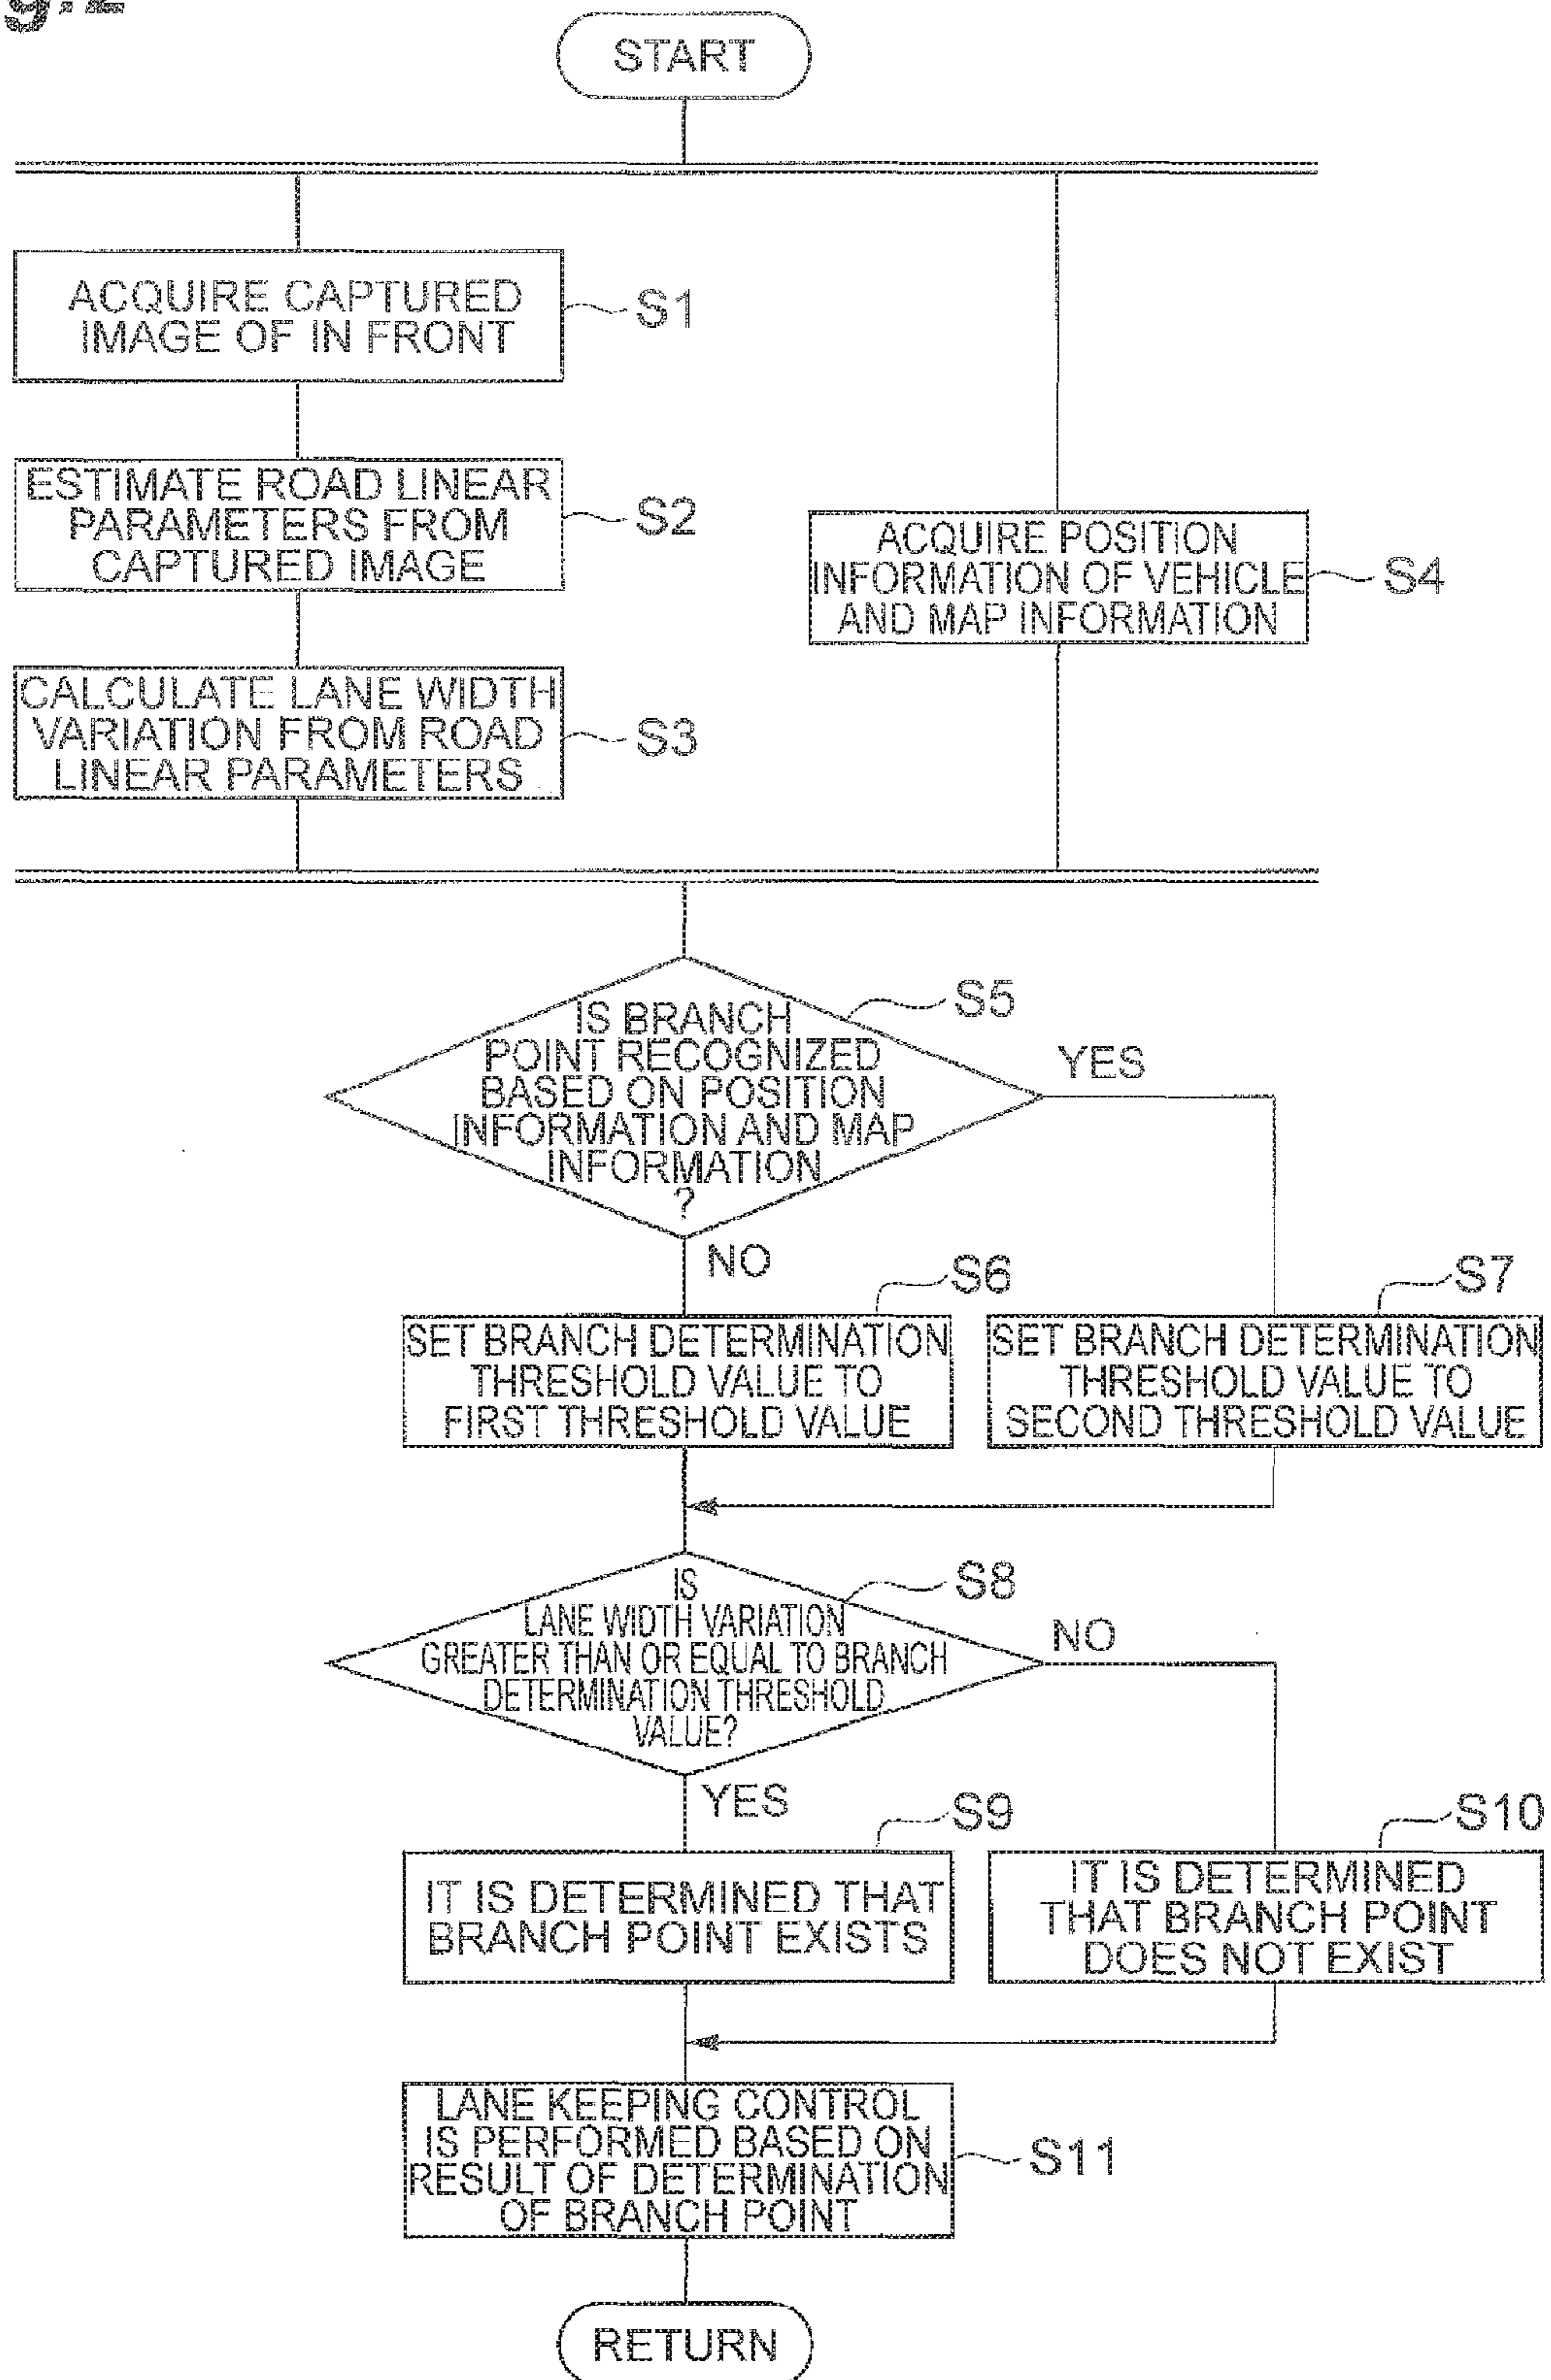 START
ACQUIRE CAPTURED
IMAGE OF IN FRONT
S1
ESTIMATE ROAD LINEAR
PARAMETERS FROM
CAPTURED IMAGE
S2
CALCULATE LANE WIDTH
VARIATION FROM ROAD
LINEAR PARAMETERS
S3
ACQUIRE POSITION
INFORMATION OF VEHICLE
AND MAP INFORMATION
S4
IS BRANCH
POINT RECOGNIZED
BASED ON POSITION
INFORMATION AND MAP
INFORMATION
?
S5
YES
NO
S6
SET BRANCH DETERMINATION
THRESHOLD VALUE TO
FIRST THRESHOLD VALUE
S7
SET BRANCH DETERMINATION
THRESHOLD VALUE TO
SECOND THRESHOLD VALUE
IS
LANE WIDTH VARIATION
GREATER THAN OR EQUAL TO BRANCH
DETERMINATION THRESHOLD
VALUE?
S8
NO
YES
S9
IT IS DETERMINED THAT
BRANCH POINT EXISTS
S10
IT IS DETERMINED
THAT BRANCH POINT
DOES NOT EXIST
LANE KEEPING CONTROL
IS PERFORMED BASED ON
RESULT OF DETERMINATION
OF BRANCH POINT
S11
RETURN